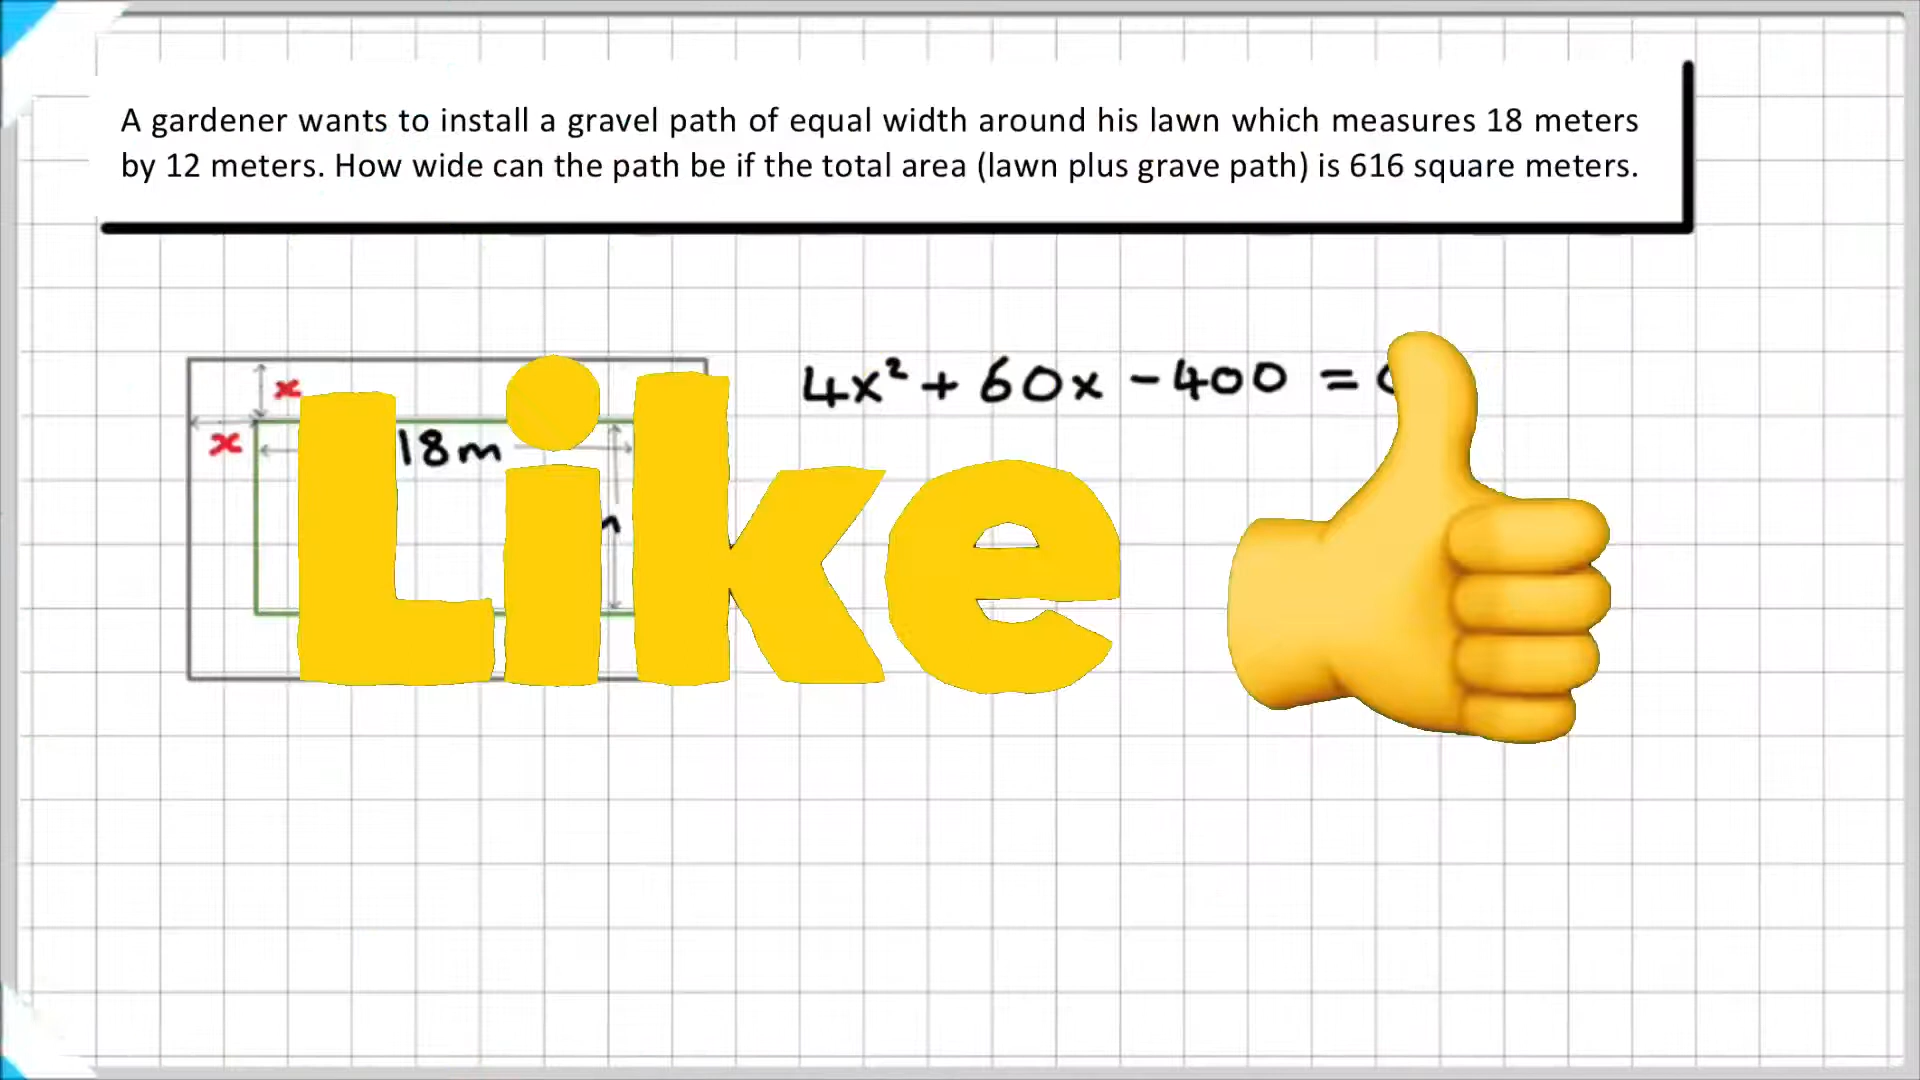 A gardener wants to install a gravel path of equal width around his lawn which measures 18 meters
by 12 meters. How wide can the path be if the total area (lawn plus grave path) is 616 square meters.
x
4x² + 60x - 400 =
x
18m
Like